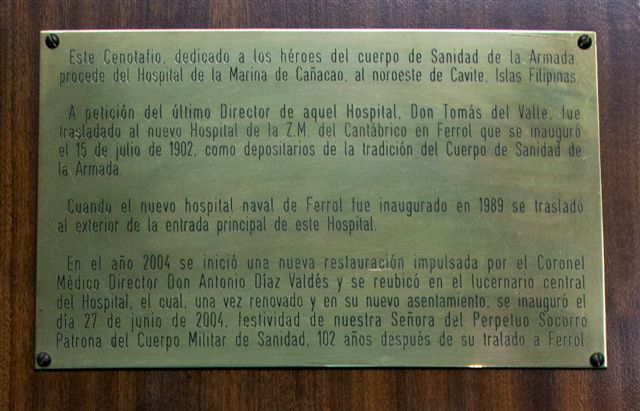 Este Cenotafio, dedicado a los héroes del cuerpo de Sanidad de la Armada,
procede del Hospital de la Marina de Cañacao, al noroeste de Cavite, Islas Filipinas.
A petición del último Director de aquel Hospital, Don Tomás del Valle, fue
trasladado al nuevo Hospital de la Z.M. del Cantábrico en Ferrol que se inauguró
el 15 de julio de 1902, como depositarios de la tradición del Cuerpo de Sanidad de
la Armada.
Cuando el nuevo hospital naval de Ferrol fue inaugurado en 1989 se trasladó
al exterior de la entrada principal de este Hospital.
En el año 2004 se inició una nueva restauración impulsada por el Coronel
Médico Director Don Antonio Díaz Valdés y se reubicó en el lucernario central
del Hospital, el cual, una vez renovado y en su nuevo asentamiento, se inauguró el
día 27 de junio de 2004, festividad de nuestra Señora del Perpetuo Socorro
Patrona del Cuerpo Militar de Sanidad, 102 años después de su tralado a Ferrol